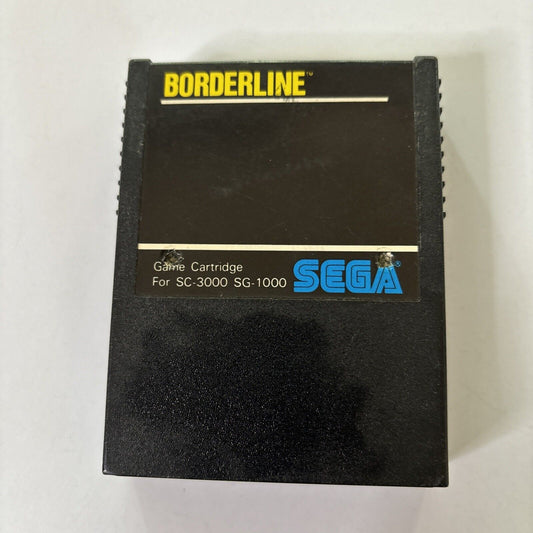 BORDERLINE™
Game Cartridge
For SC-3000 SG-1000 SEGA®